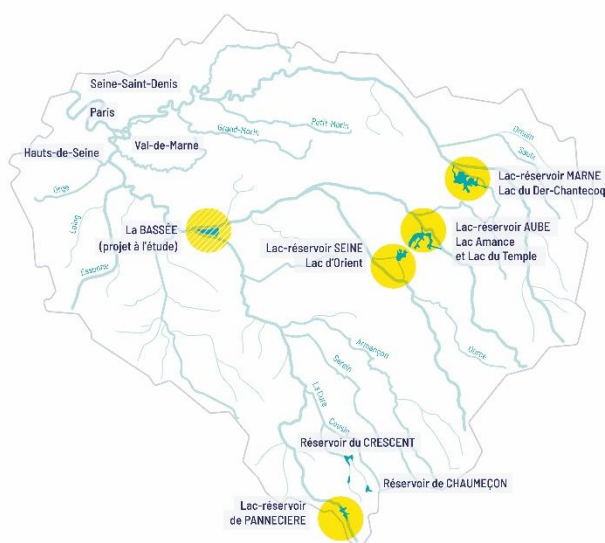 Seine-Saint-Denis
Paris
Hauts-de-Seine
Val-de-Marne
Grand-Morin
Petit-Morin
Ornain
Saulx
Lac-réservoir MARNE
Lac du Der-Chantecoq
Orge
Essonne
La BASSÉE
(projet à l'étude)
Lac-réservoir AUBE
Lac Amance
et Lac du Temple
Lac-réservoir SEINE
Lac d'Orient
Ource
Armançon
Serein
La Cure
Cousin
Réservoir du CRESCENT
Réservoir de CHAUMEÇON
Lac-réservoir
de PANNECIERE